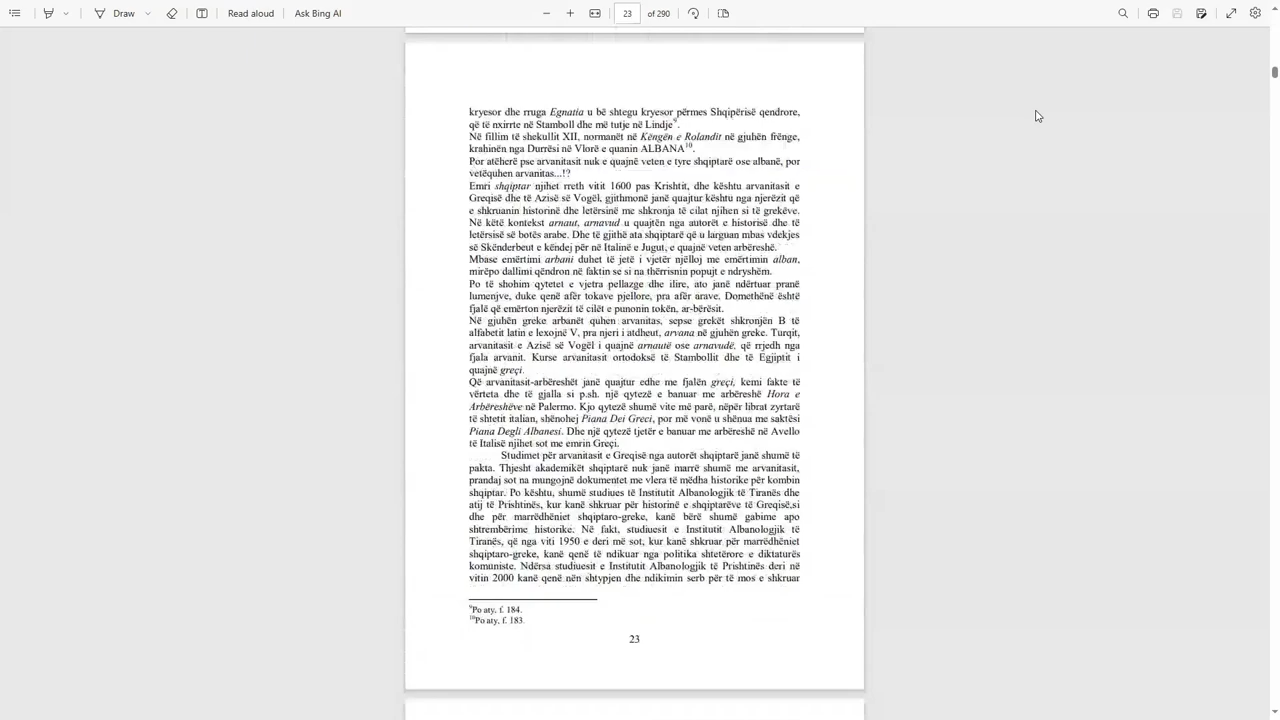 Draw
Read aloud
Ask Bing AI
23
of 290
kryesor dhe rruga Egnatia u bë shtegu kryesor përmes Shqipërisë qendrore,
që të nxirrte në Stamboll dhe më tutje në Lindje⁹.
Në fillim të shekullit XII, normanët në Këngën e Rolandit në gjuhën frënge,
krahinën nga Durrësi në Vlorë e quanin ALBANA¹⁰.
Por atëherë pse arvanitasit nuk e quajnë veten e tyre shqiptarë ose albanë, por
vetëquhen arvanitas...!?
Emri shqiptar njihet rreth vitit 1600 pas Krishtit, dhe kështu arvanitasit e
Greqisë dhe të Azisë së Vogël, gjithmonë janë quajtur kështu nga njerëzit që
e shkruanin historinë dhe letërsinë me shkronja të cilat njihen si të grekëve.
Në këtë kontekst arnaut, arnavud u quajtën nga autorët e historisë dhe të
letërsisë së botës arabe. Dhe të gjithë ata shqiptarë që u larguan mbas vdekjes
së Skënderbeut e këndej për në Italinë e Jugut, e quajnë veten arbëreshë.
Mbase emërtimi arbani duhet të jetë i vjetër njëlloj me emërtimin alban,
mirëpo dallimi qëndron në faktin se si na thërrisnin popujt e ndryshëm.
Po të shohim qytetet e vjetra pellazge dhe ilire, ato janë ndërtuar pranë
lumenjve, duke qenë afër tokave pjellore, pra afër arave. Domethënë është
fjalë që emërton njerëzit të cilët e punonin tokën, ar-bërësit.
Në gjuhën greke arbanët quhen arvanitas, sepse grekët shkronjën B të
alfabetit latin e lexojnë V, pra njeri i atdheut, arvana në gjuhën greke. Turqit,
arvanitasit e Azisë së Vogël i quajnë arnautë ose arnavudë, që rrjedh nga
fjala arvanit. Kurse arvanitasit ortodoksë të Stambollit dhe të Egjiptit i
quajnë greçi.
Që arvanitasit-arbëreshët janë quajtur edhe me fjalën greçi, kemi fakte të
vërteta dhe të gjalla si p.sh. një qytezë e banuar me arbëreshë Hora e
Arbëreshëve në Palermo. Kjo qytezë shumë vite më parë, nëpër librat zyrtarë
të shtetit italian, shënohej Piana Dei Greci, por më vonë u shënua me saktësi
Piana Degli Albanesi. Dhe një qytezë tjetër e banuar me arbëreshë në Avello
të Italisë njihet sot me emrin Greçi.
Studimet për arvanitasit e Greqisë nga autorët shqiptarë janë shumë të
pakta. Thjesht akademikët shqiptarë nuk janë marrë shumë me arvanitasit,
prandaj sot na mungojnë dokumentet me vlera të mëdha historike për kombin
shqiptar. Po kështu, shumë studiues të Institutit Albanologjik të Tiranës dhe
atij të Prishtinës, kur kanë shkruar për historinë e shqiptarëve të Greqisë,si
dhe për marrëdhëniet shqiptaro-greke, kanë bërë shumë gabime apo
shtrembërime historike. Në fakt, studiuesit e Institutit Albanologjik të
Tiranës, që nga viti 1950 e deri më sot, kur kanë shkruar për marrëdhëniet
shqiptaro-greke, kanë qenë të ndikuar nga politika shtetërore e diktaturës
komuniste. Ndërsa studiuesit e Institutit Albanologjik të Prishtinës deri në
vitin 2000 kanë qenë nën shtypjen dhe ndikimin serb për të mos e shkruar
⁹Po aty, f. 184.
¹⁰Po aty, f. 183.
23